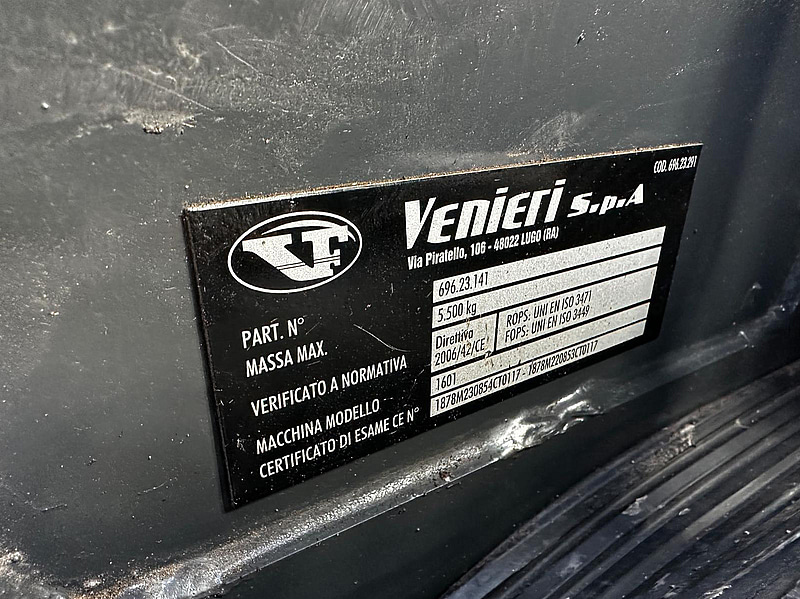 COD. 696.23.291
VF
Venieri S.p.A
Via Piratello, 106 - 48022 LUGO (RA)
PART. N° 696.23.141
MASSA MAX. 5.500 kg
VERIFICATO A NORMATIVA Direttiva 2006/42/CE ROPS: UNI EN ISO 3471 FOPS: UNI EN ISO 3449
MACCHINA MODELLO 1601
CERTIFICATO DI ESAME CE N° 1878M230854CT0117 - 1878M220853CT0117